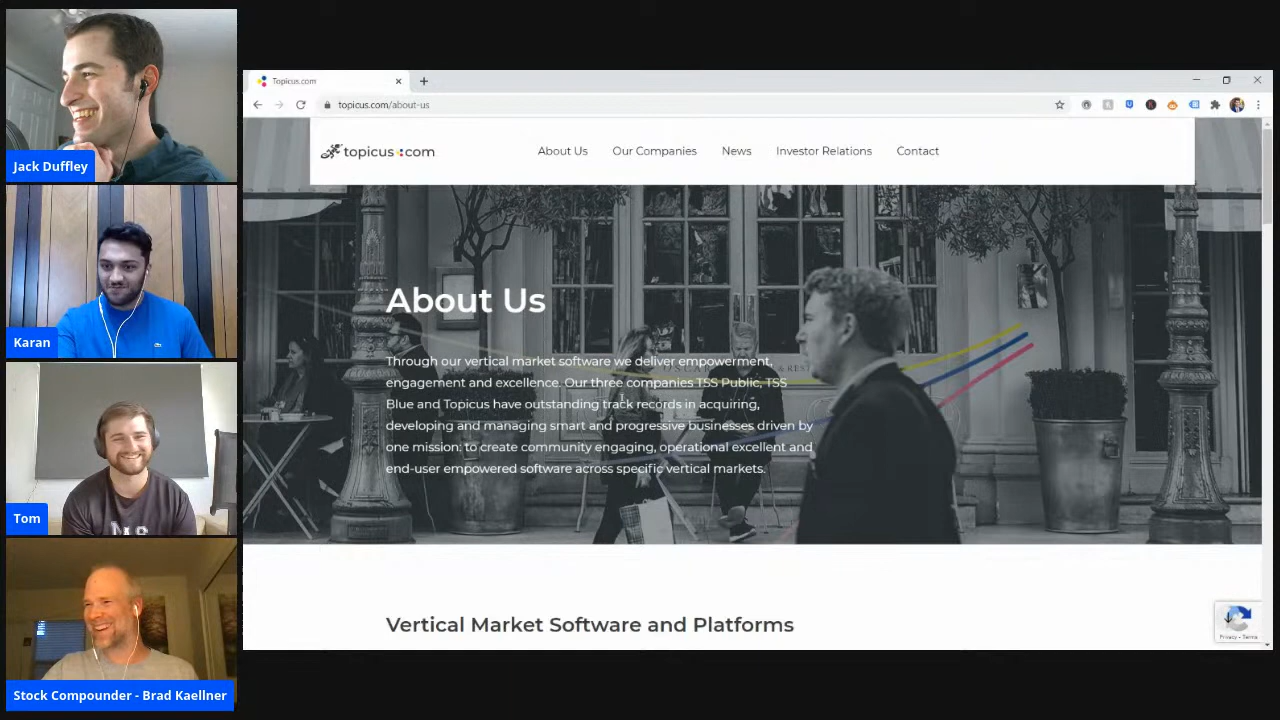 Jack Duffley
Karan
Tom
Stock Compounder - Brad Kaellner
Topicus.com
topicus.com/about-us
topicus.com
About Us
Our Companies
News
Investor Relations
Contact
About Us
Through our vertical market software we deliver empowerment,
engagement and excellence. Our three companies TSS Public, TSS
Blue and Topicus have outstanding track records in acquiring,
developing and managing smart and progressive businesses driven by
one mission: to create community engaging, operational excellent and
end-user empowered software across specific vertical markets.
Vertical Market Software and Platforms
Privacy - Terms